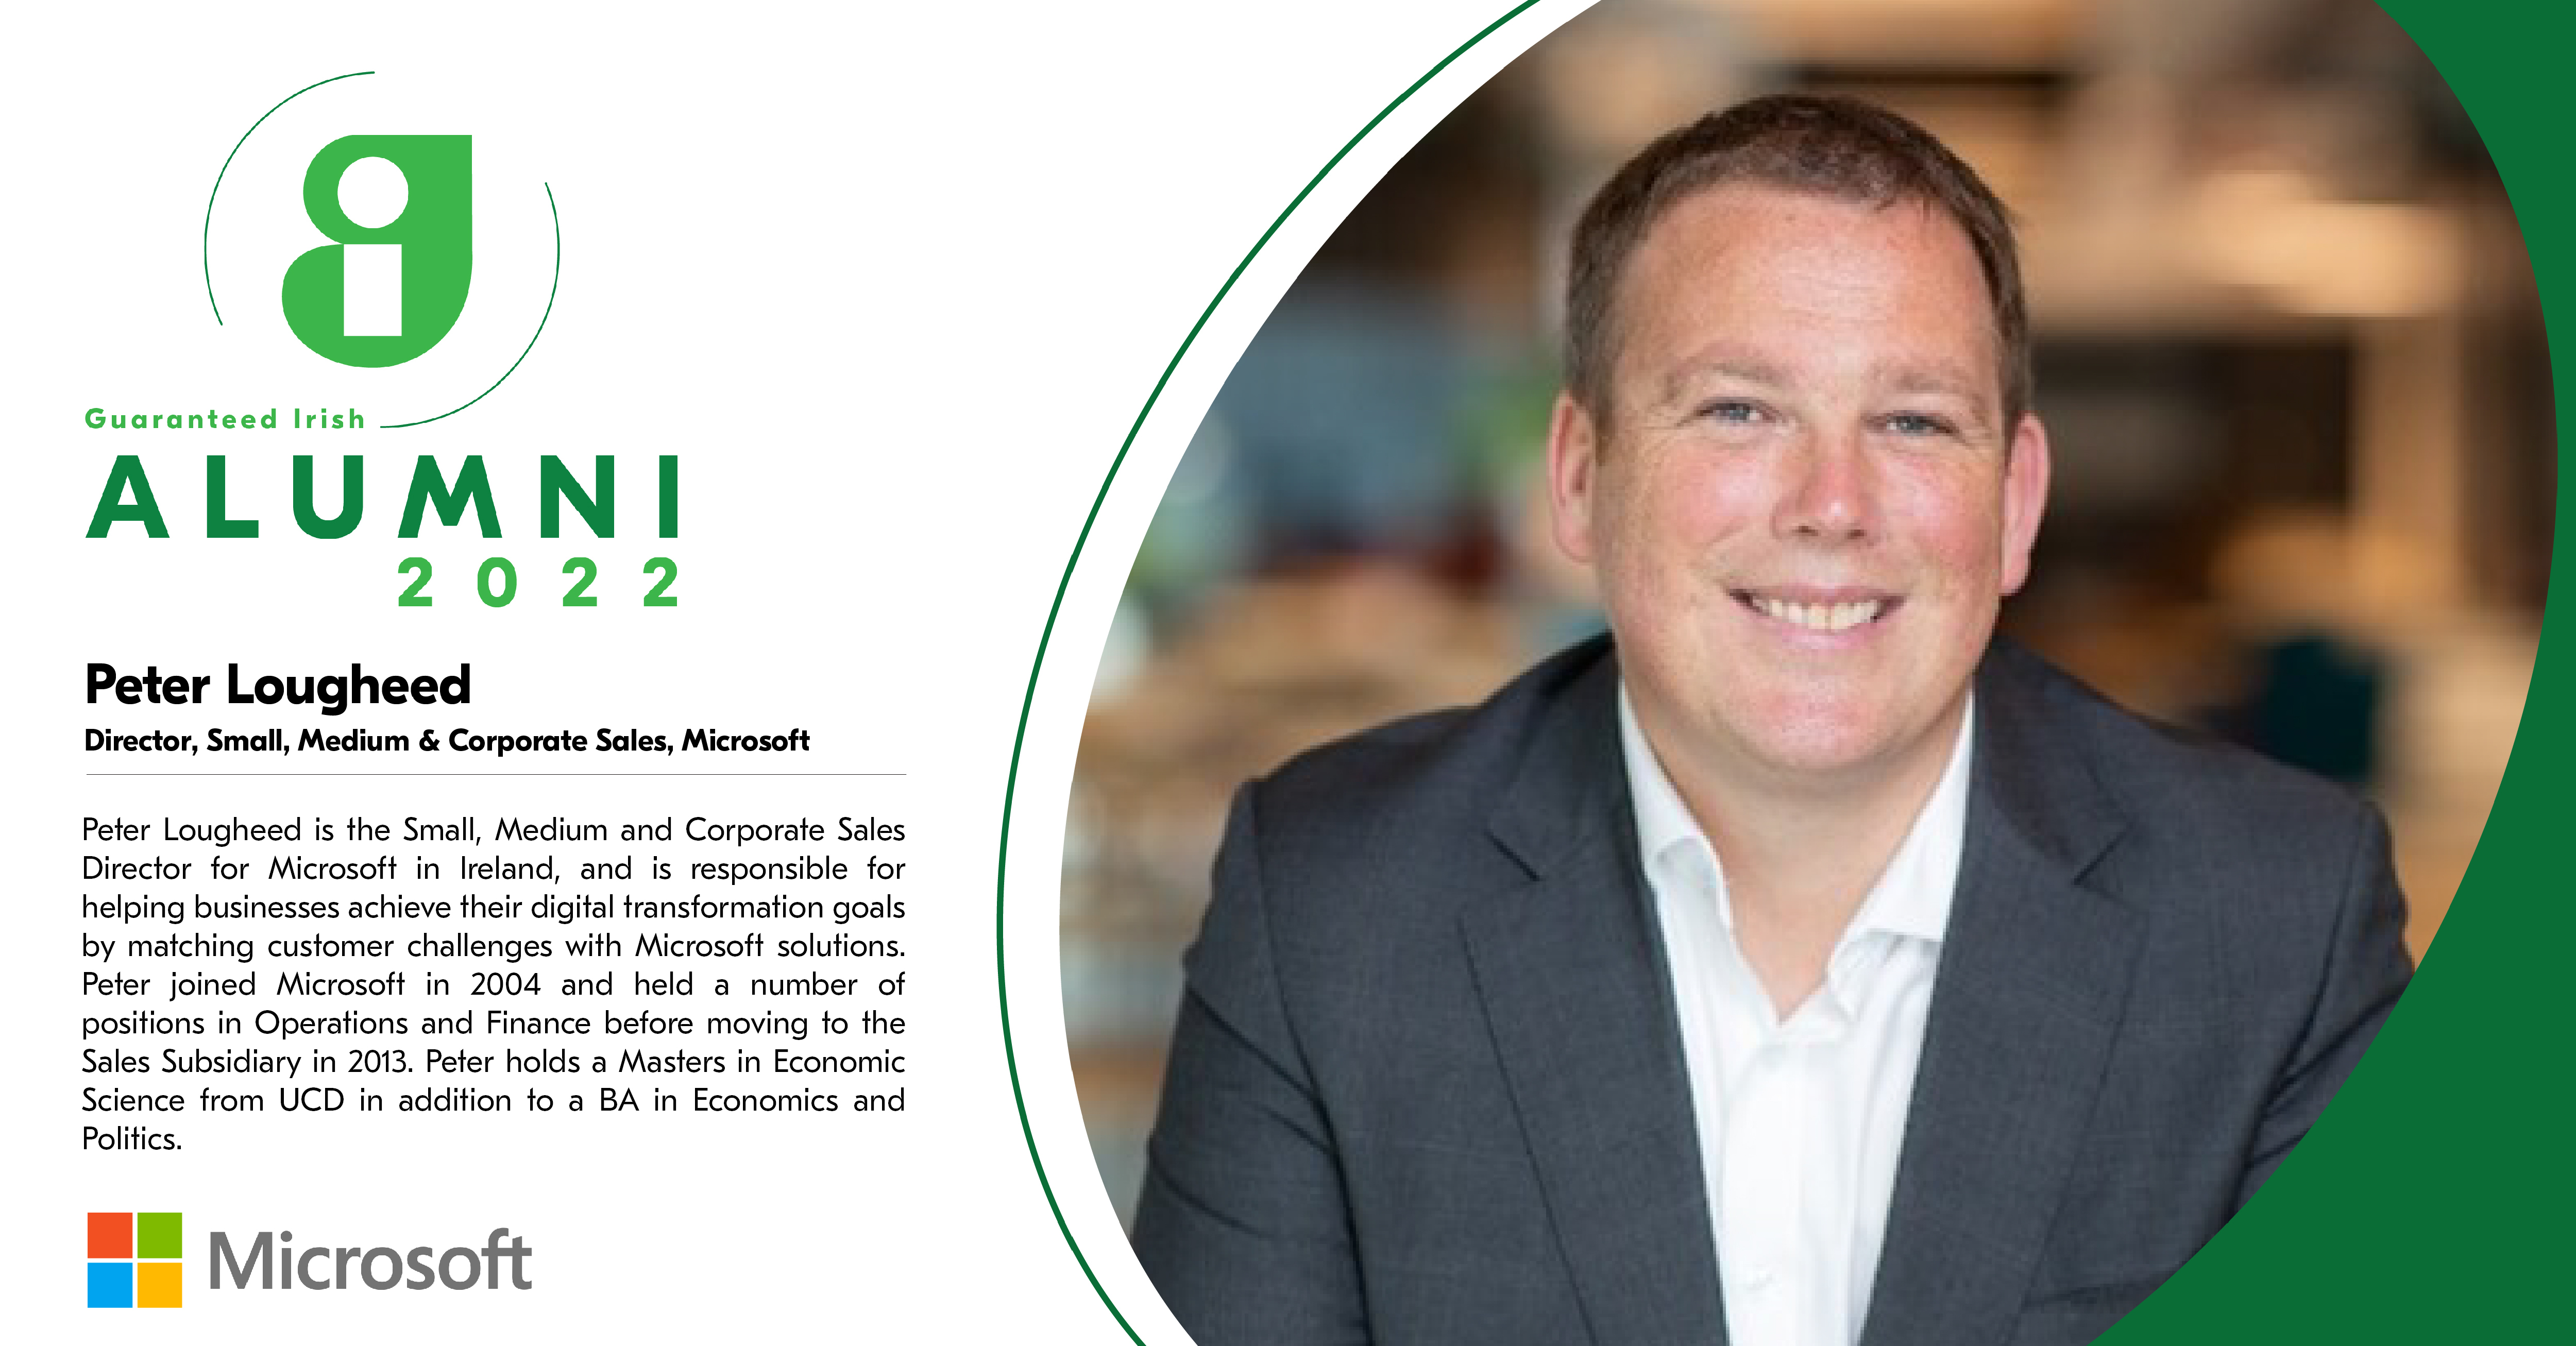 Guaranteed Irish
ALUMNI
2022
Peter Lougheed
Director, Small, Medium & Corporate Sales, Microsoft
Peter Lougheed is the Small, Medium and Corporate Sales
Director for Microsoft in Ireland, and is responsible for
helping businesses achieve their digital transformation goals
by matching customer challenges with Microsoft solutions.
Peter joined Microsoft in 2004 and held a number of
positions in Operations and Finance before moving to the
Sales Subsidiary in 2013. Peter holds a Masters in Economic
Science from UCD in addition to a BA in Economics and
Politics.
Microsoft